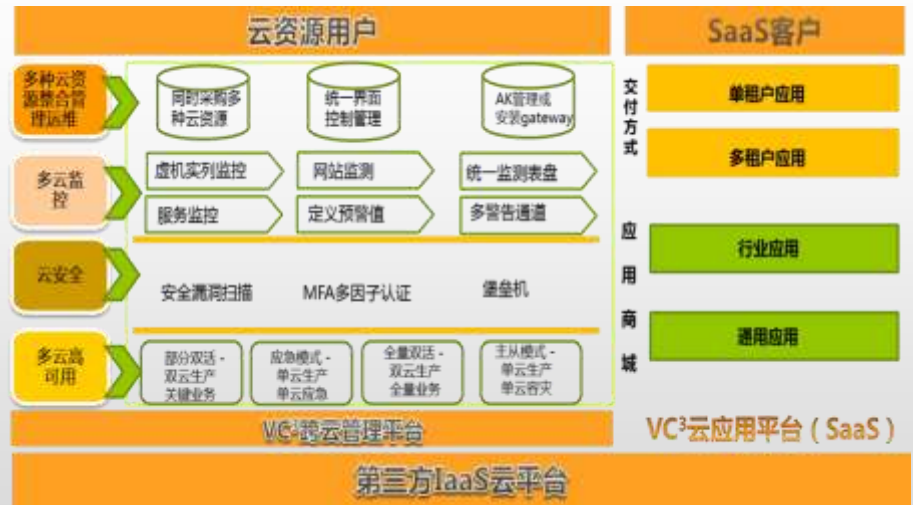 云资源用户
SaaS客户
多种云资
源整合管
理运维
同时采购多
种云资源
统一界面
控制管理
AK管理或
安装gateway
交付方式
单租户应用
多租户应用
多云监
控
虚机实列监控
网站监测
统一监测表盘
服务监控
定义预警值
多警告通道
应用商城
行业应用
通用应用
云安全
安全漏洞扫描
MFA多因子认证
堡垒机
多云高
可用
部分双活 -
双云生产
关键业务
应急模式 -
单云生产
单云应急
全量双活 -
双云生产
全量业务
主从模式 -
单云生产
单云容灾
VC³跨云管理平台
VC³云应用平台（SaaS）
第三方IaaS云平台